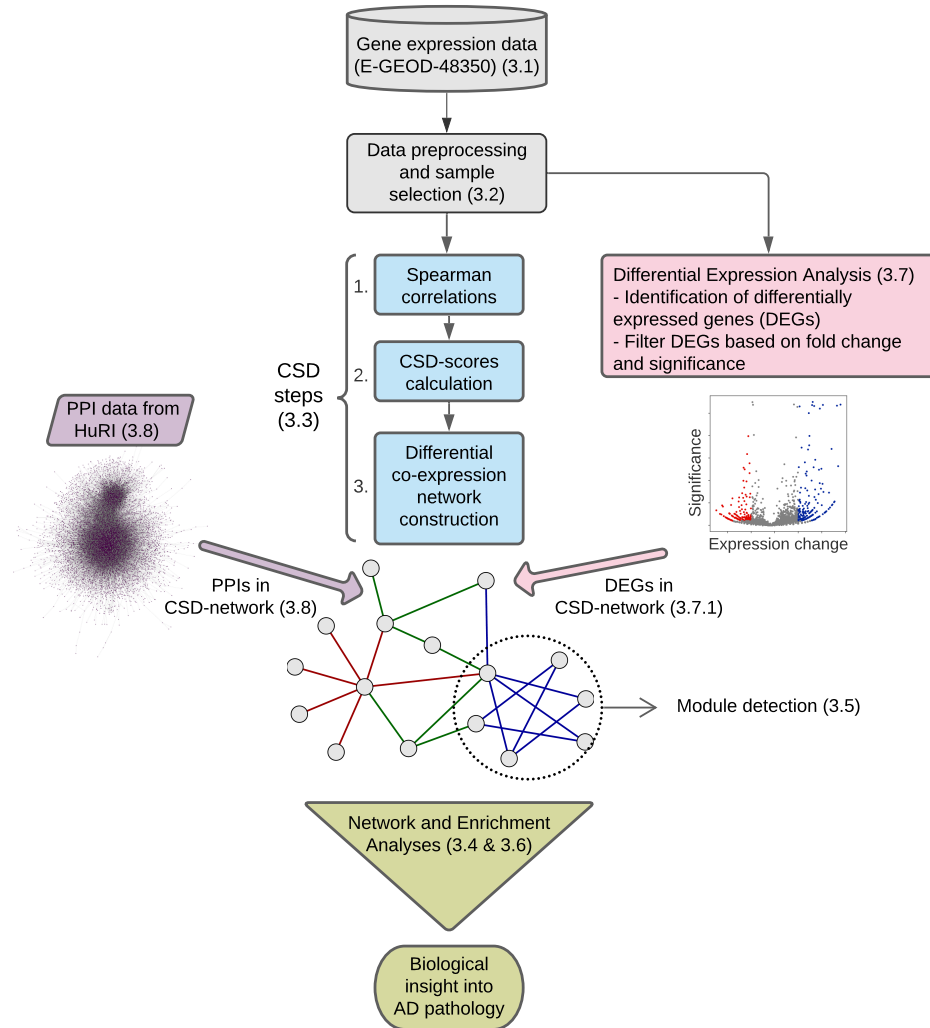 Gene expression data
(E-GEOD-48350) (3.1)
Data preprocessing
and sample
selection (3.2)
CSD
steps
(3.3)
1.
Spearman
correlations
2.
CSD-scores
calculation
3.
Differential
co-expression
network
construction
Differential Expression Analysis (3.7)
- Identification of differentially
expressed genes (DEGs)
- Filter DEGs based on fold change
and significance
Significance
Expression change
PPI data from
HuRI (3.8)
PPIs in
CSD-network (3.8)
DEGs in
CSD-network (3.7.1)
Module detection (3.5)
Network and Enrichment
Analyses (3.4 & 3.6)
Biological
insight into
AD pathology